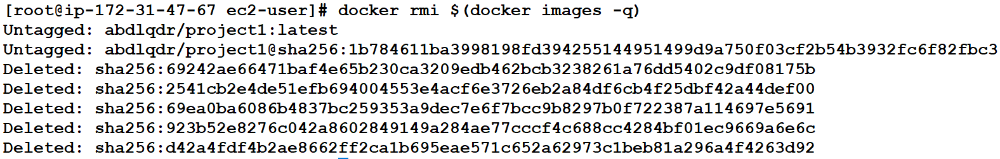 [root@ip-172-31-47-67 ec2-user]# docker rmi $(docker images -q)
Untagged: abdlqdr/project1:latest
Untagged: abdlqdr/project1@sha256:1b784611ba3998198fd394255144951499d9a750f03cf2b54b3932fc6f82fbc3
Deleted: sha256:69242ae66471baf4e65b230ca3209edb462bcb3238261a76dd5402c9df08175b
Deleted: sha256:2541cb2e4de51efb694004553e4acf6e3726eb2a84df6cb4f25dbf42a44def00
Deleted: sha256:69ea0ba6086b4837bc259353a9dec7e6f7bcc9b8297b0f722387a114697e5691
Deleted: sha256:923b52e8276c042a8602849149a284ae77cccf4c688cc4284bf01ec9669a6e6c
Deleted: sha256:d42a4fdf4b2ae8662ff2ca1b695eae571c652a62973c1beb81a296a4f4263d92